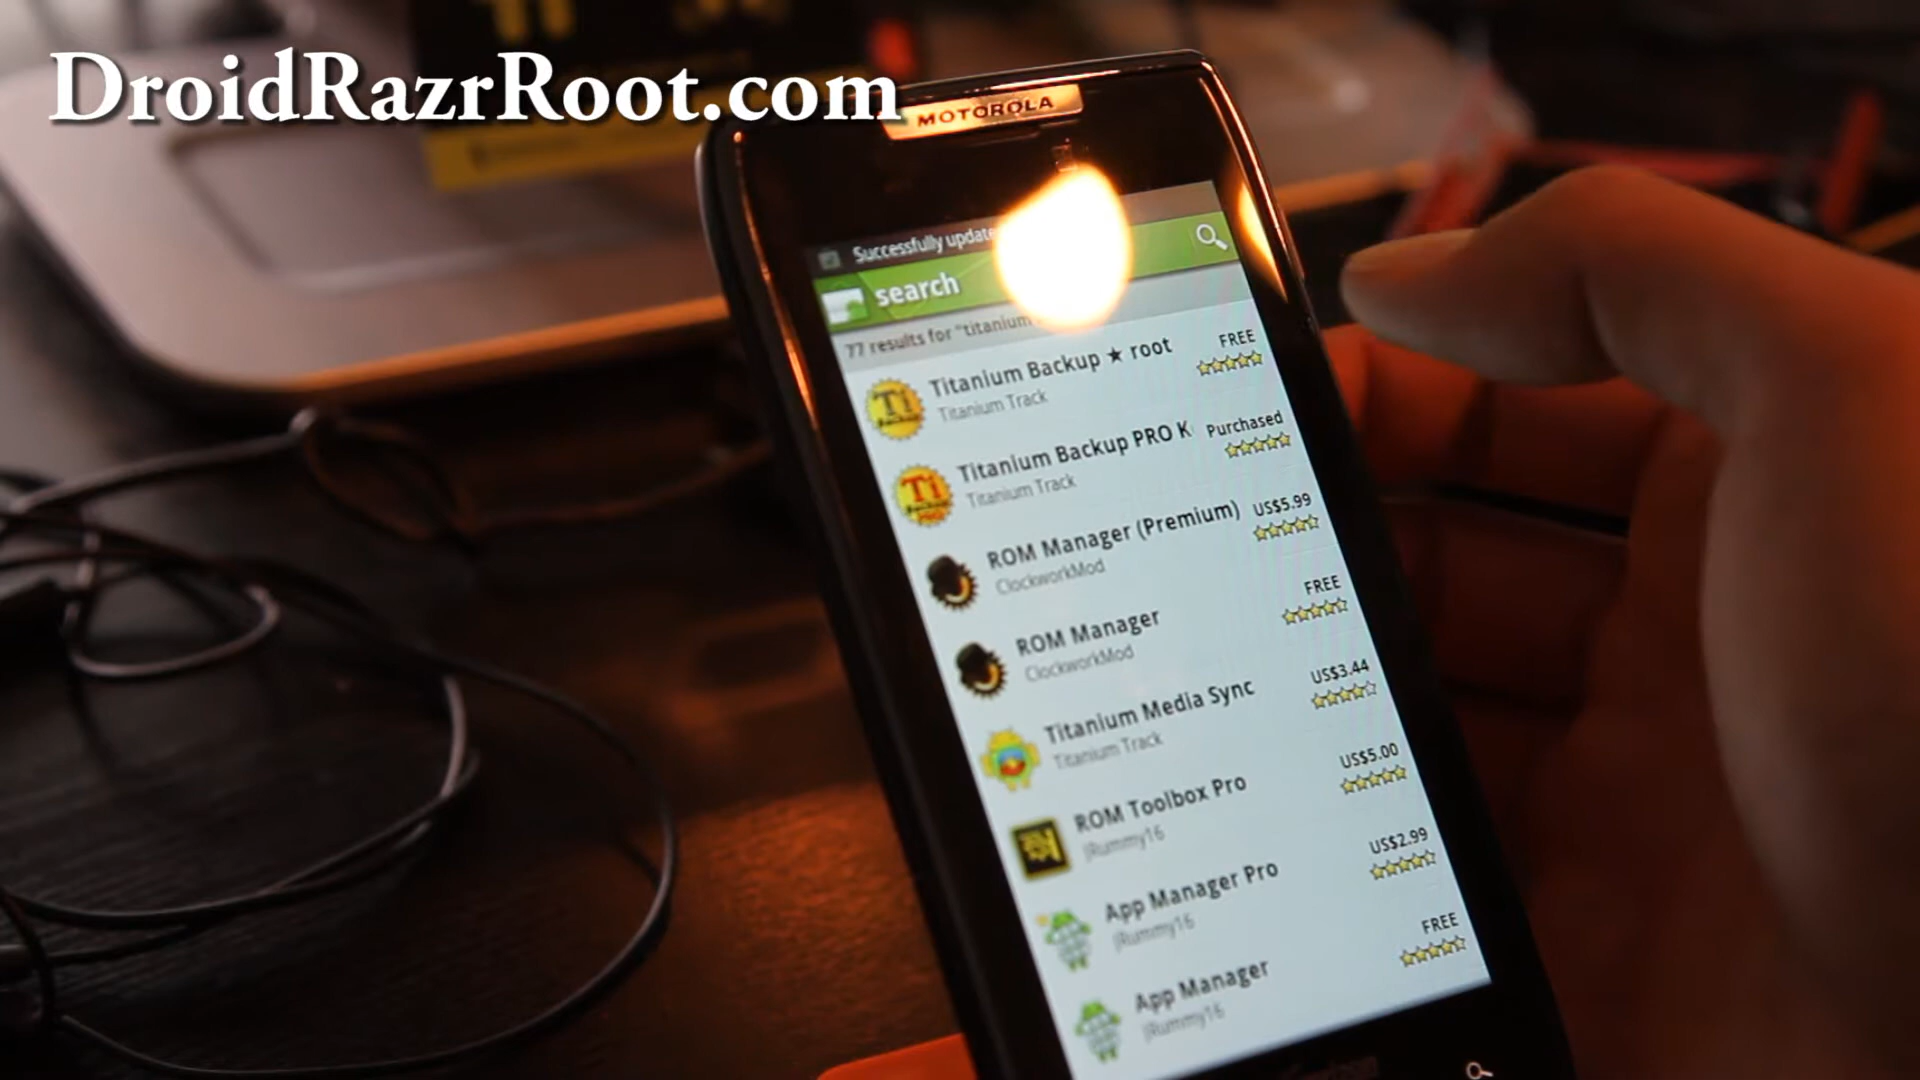 DroidRazrRoot.com
MOTOROLA
Successfully update
search
77 results for "titanium
Titanium Backup ★ root
FREE
Titanium Track
Titanium Backup PRO K
Purchased
Titanium Track
ROM Manager (Premium)
US$5.99
ClockworkMod
ROM Manager
FREE
ClockworkMod
Titanium Media Sync
US$3.44
Titanium Track
ROM Toolbox Pro
US$5.00
JRummy16
App Manager Pro
US$2.99
JRummy16
App Manager
FREE
JRummy16